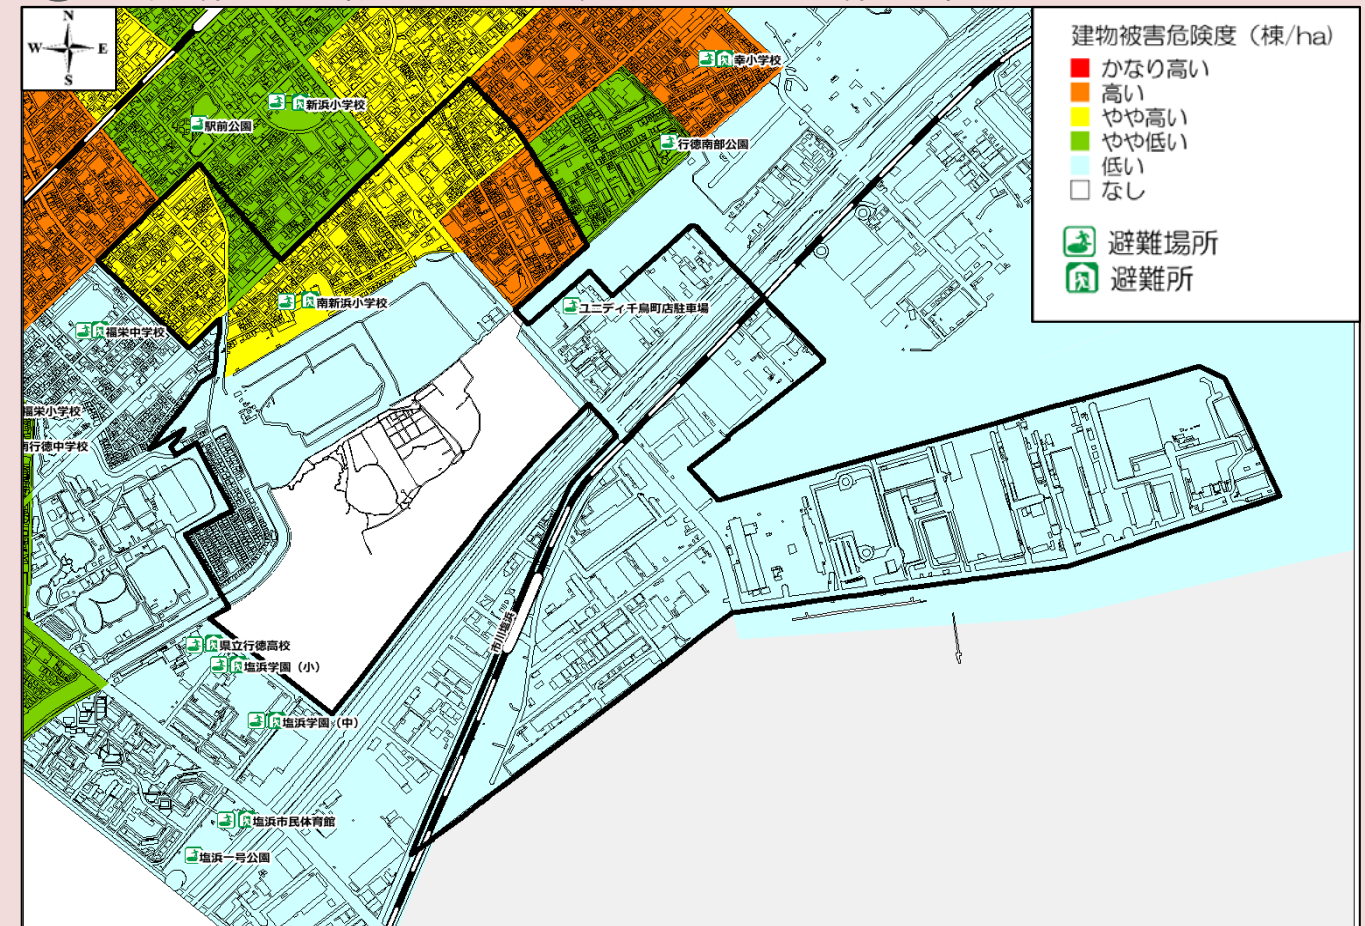 N
W
E
S
建物被害危険度（棟/ha）
かなり高い
高い
やや高い
やや低い
低い
なし
避難場所
避難所
幸小学校
新浜小学校
駅前公園
行徳南部公園
南新浜小学校
ユニディ千鳥町店駐車場
福栄中学校
福栄小学校
南行徳中学校
市川塩浜
県立行徳高校
塩浜学園（小）
塩浜学園（中）
塩浜市民体育館
塩浜一号公園